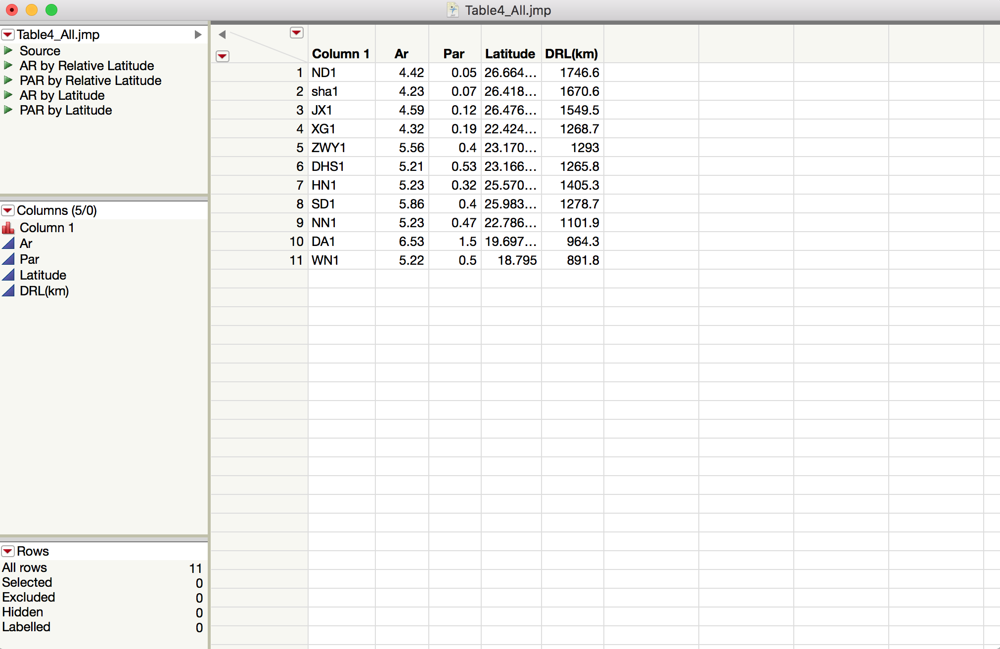 Table4_All.jmp
Table4_All.jmp
Source
AR by Relative Latitude
PAR by Relative Latitude
AR by Latitude
PAR by Latitude
Columns (5/0)
Column 1
Ar
Par
Latitude
DRL(km)
Rows
All rows 11
Selected 0
Excluded 0
Hidden 0
Labelled 0
Column 1 Ar Par Latitude DRL(km)
1 ND1 4.42 0.05 26.664... 1746.6
2 sha1 4.23 0.07 26.418... 1670.6
3 JX1 4.59 0.12 26.476... 1549.5
4 XG1 4.32 0.19 22.424... 1268.7
5 ZWY1 5.56 0.4 23.170... 1293
6 DHS1 5.21 0.53 23.166... 1265.8
7 HN1 5.23 0.32 25.570... 1405.3
8 SD1 5.86 0.4 25.983... 1278.7
9 NN1 5.23 0.47 22.786... 1101.9
10 DA1 6.53 1.5 19.697... 964.3
11 WN1 5.22 0.5 18.795 891.8